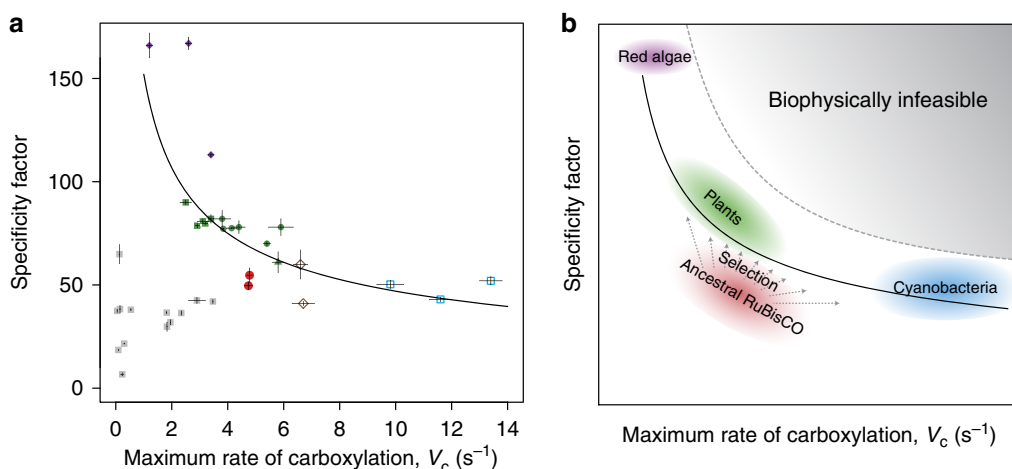 a
150
100
50
0
Specificity factor
0 2 4 6 8 10 12 14
Maximum rate of carboxylation, Vc (s⁻¹)
b
Red algae
Biophysically infeasible
Plants
Selection
Ancestral RuBisCO
Cyanobacteria
Specificity factor
Maximum rate of carboxylation, Vc (s⁻¹)